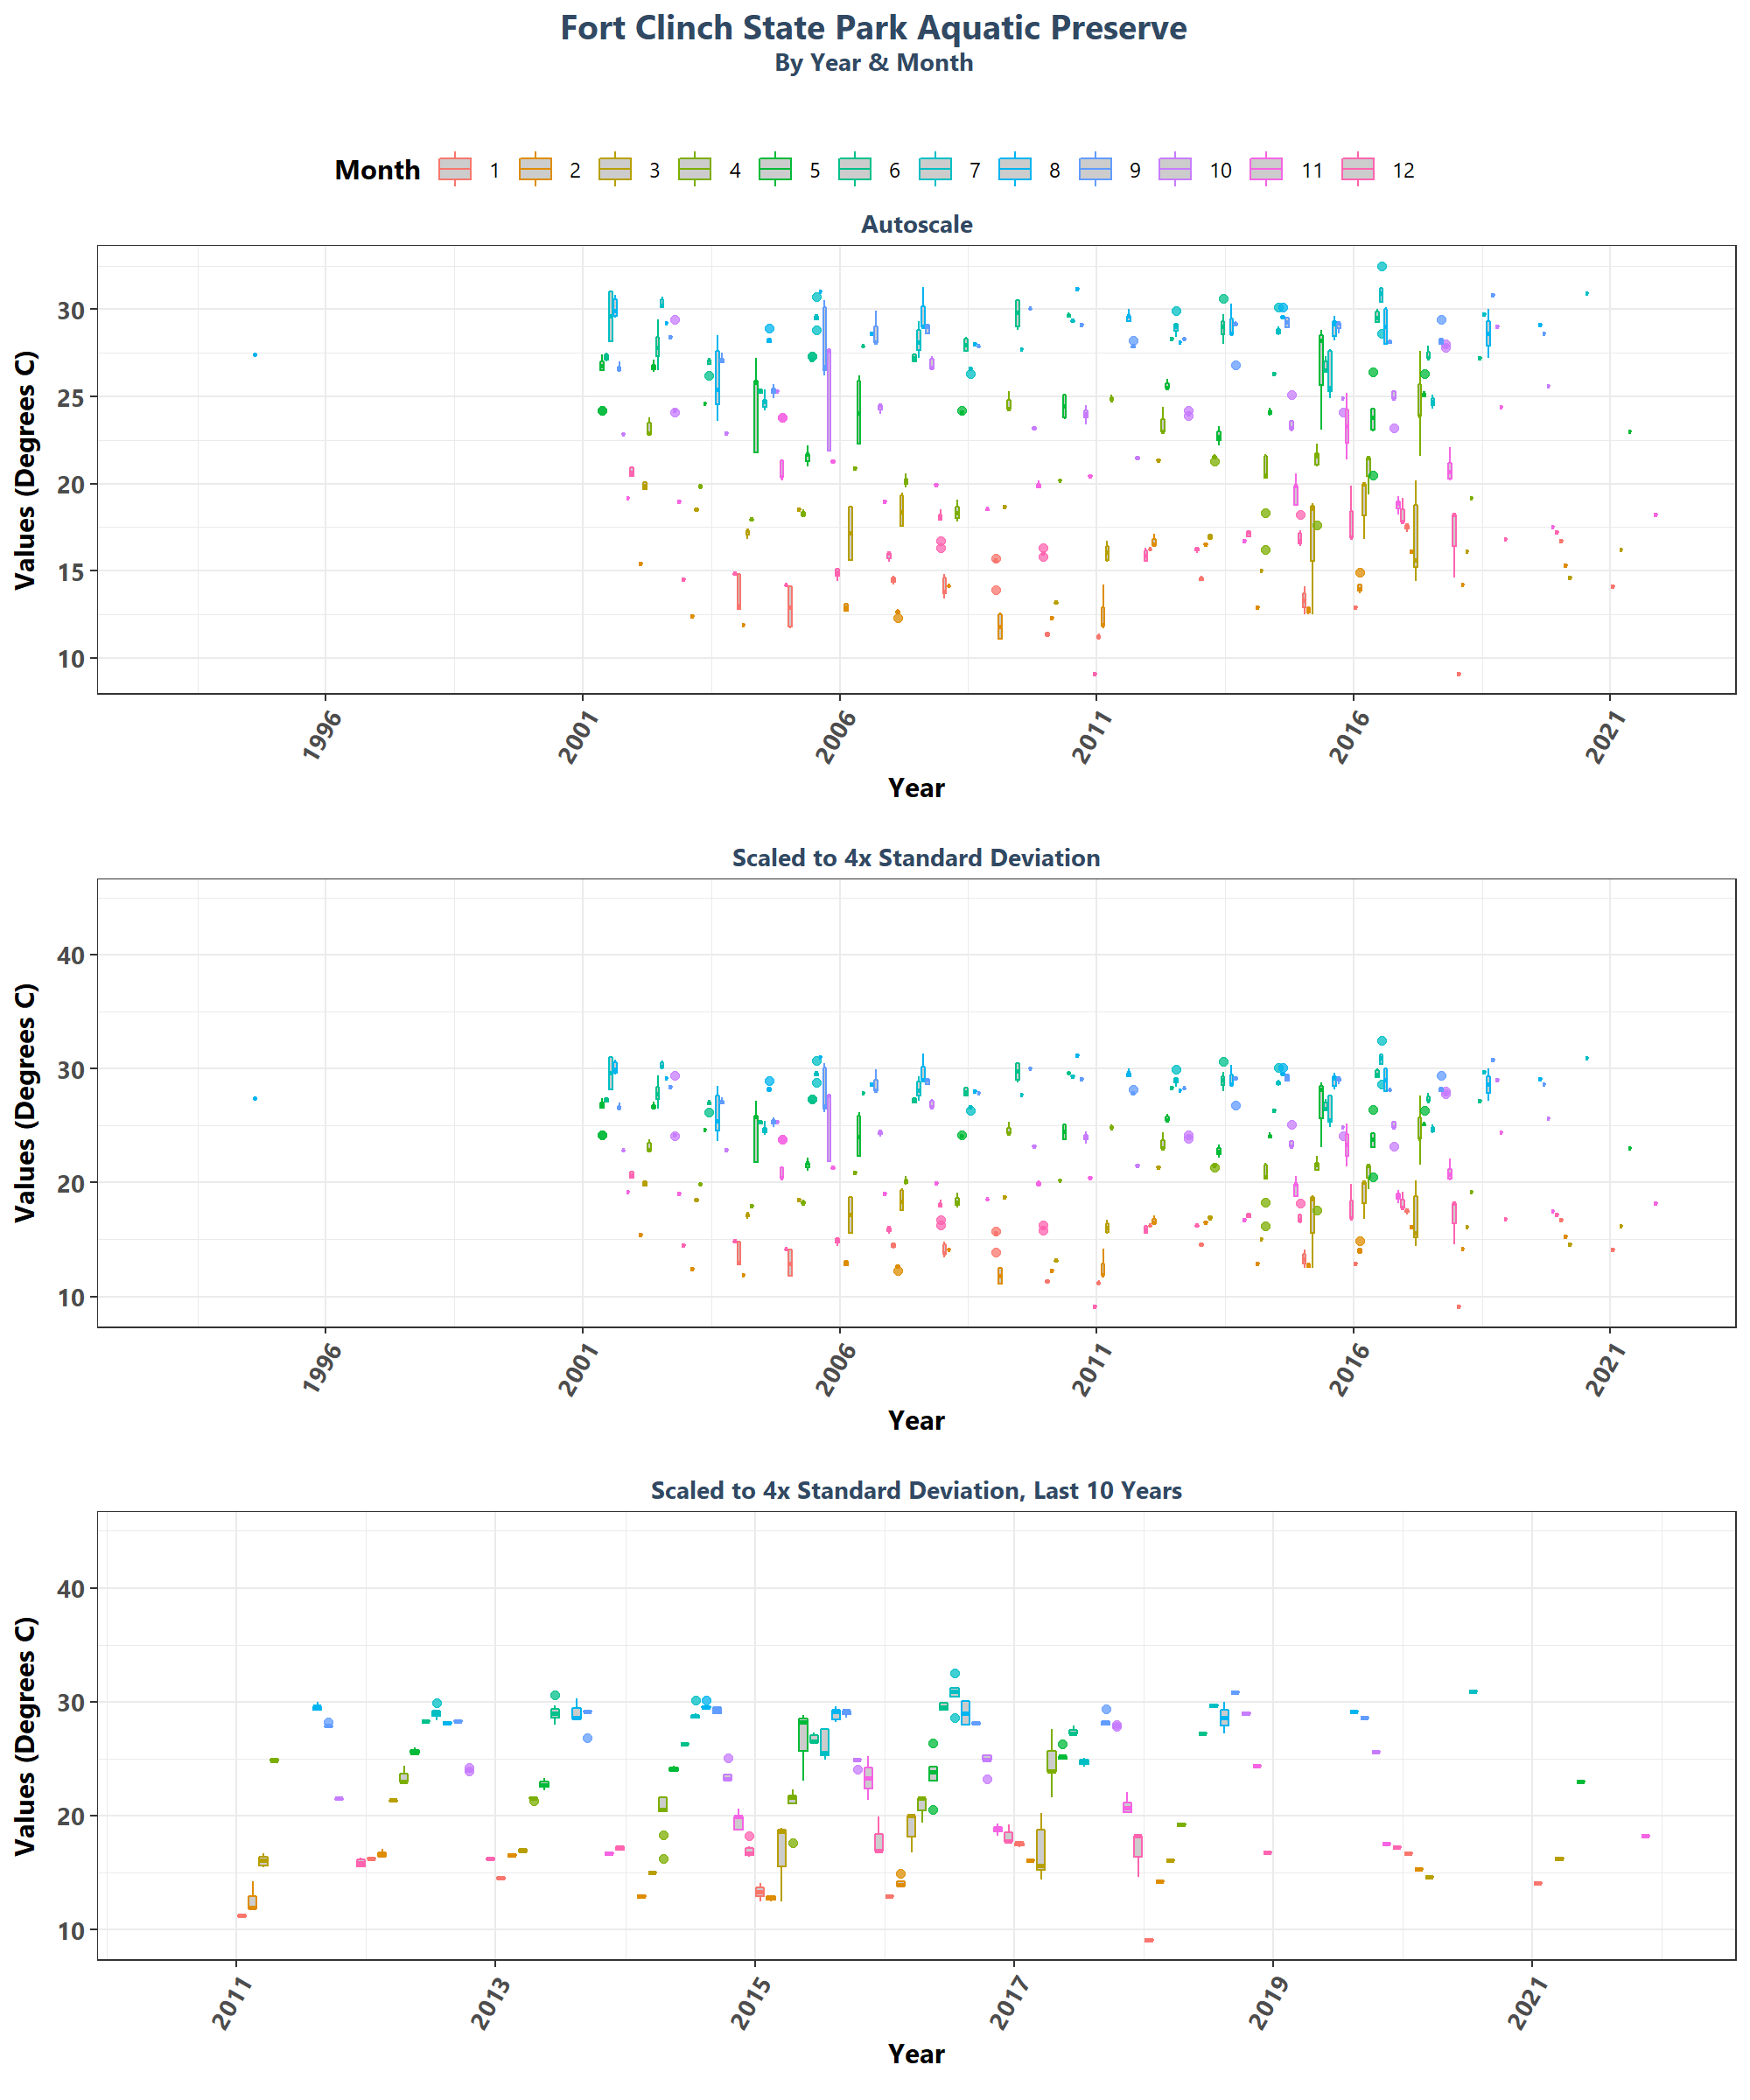 Fort Clinch State Park Aquatic Preserve
By Year & Month
Month 1 2 3 4 5 6 7 8 9 10 11 12
Autoscale
Values (Degrees C)
30
25
20
15
10
1996 2001 2006 2011 2016 2021
Year
Scaled to 4x Standard Deviation
Values (Degrees C)
40
30
20
10
1996 2001 2006 2011 2016 2021
Year
Scaled to 4x Standard Deviation, Last 10 Years
Values (Degrees C)
40
30
20
10
2011 2013 2015 2017 2019 2021
Year